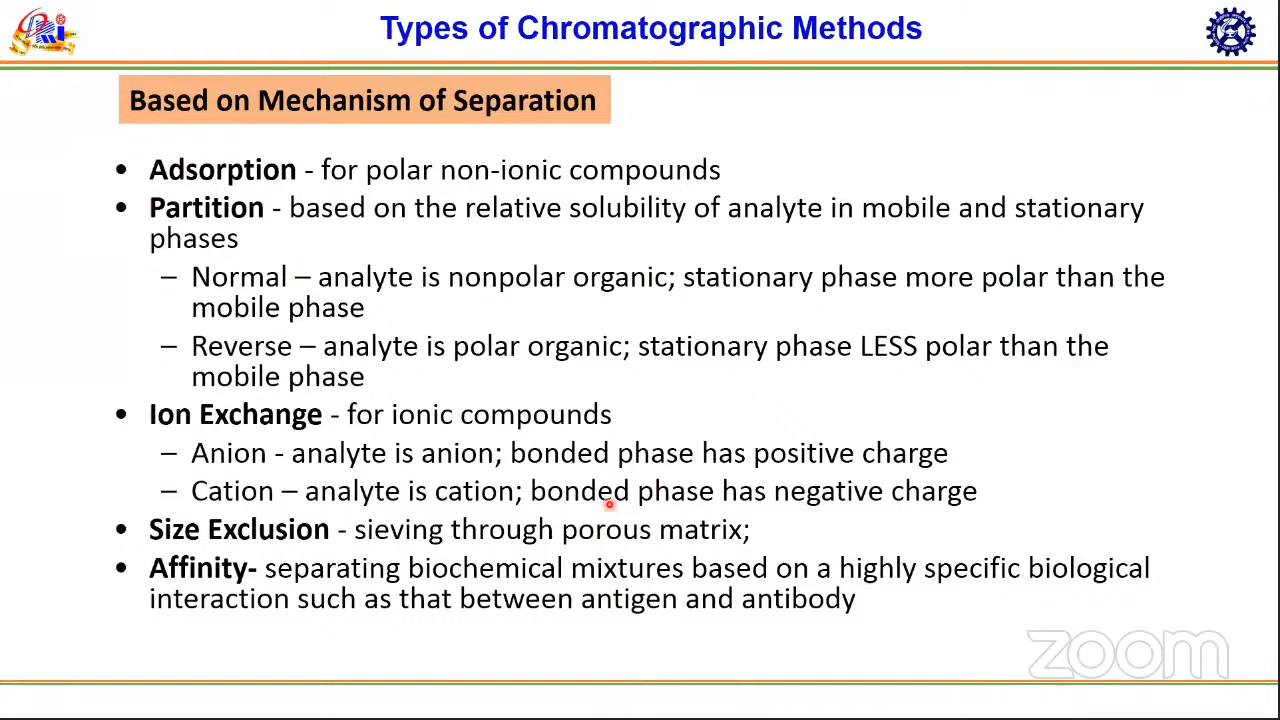 Types of Chromatographic Methods
Based on Mechanism of Separation
• Adsorption - for polar non-ionic compounds
• Partition - based on the relative solubility of analyte in mobile and stationary
phases
– Normal – analyte is nonpolar organic; stationary phase more polar than the
mobile phase
– Reverse – analyte is polar organic; stationary phase LESS polar than the
mobile phase
• Ion Exchange - for ionic compounds
– Anion - analyte is anion; bonded phase has positive charge
– Cation – analyte is cation; bonded phase has negative charge
• Size Exclusion - sieving through porous matrix;
• Affinity- separating biochemical mixtures based on a highly specific biological
interaction such as that between antigen and antibody
zoom